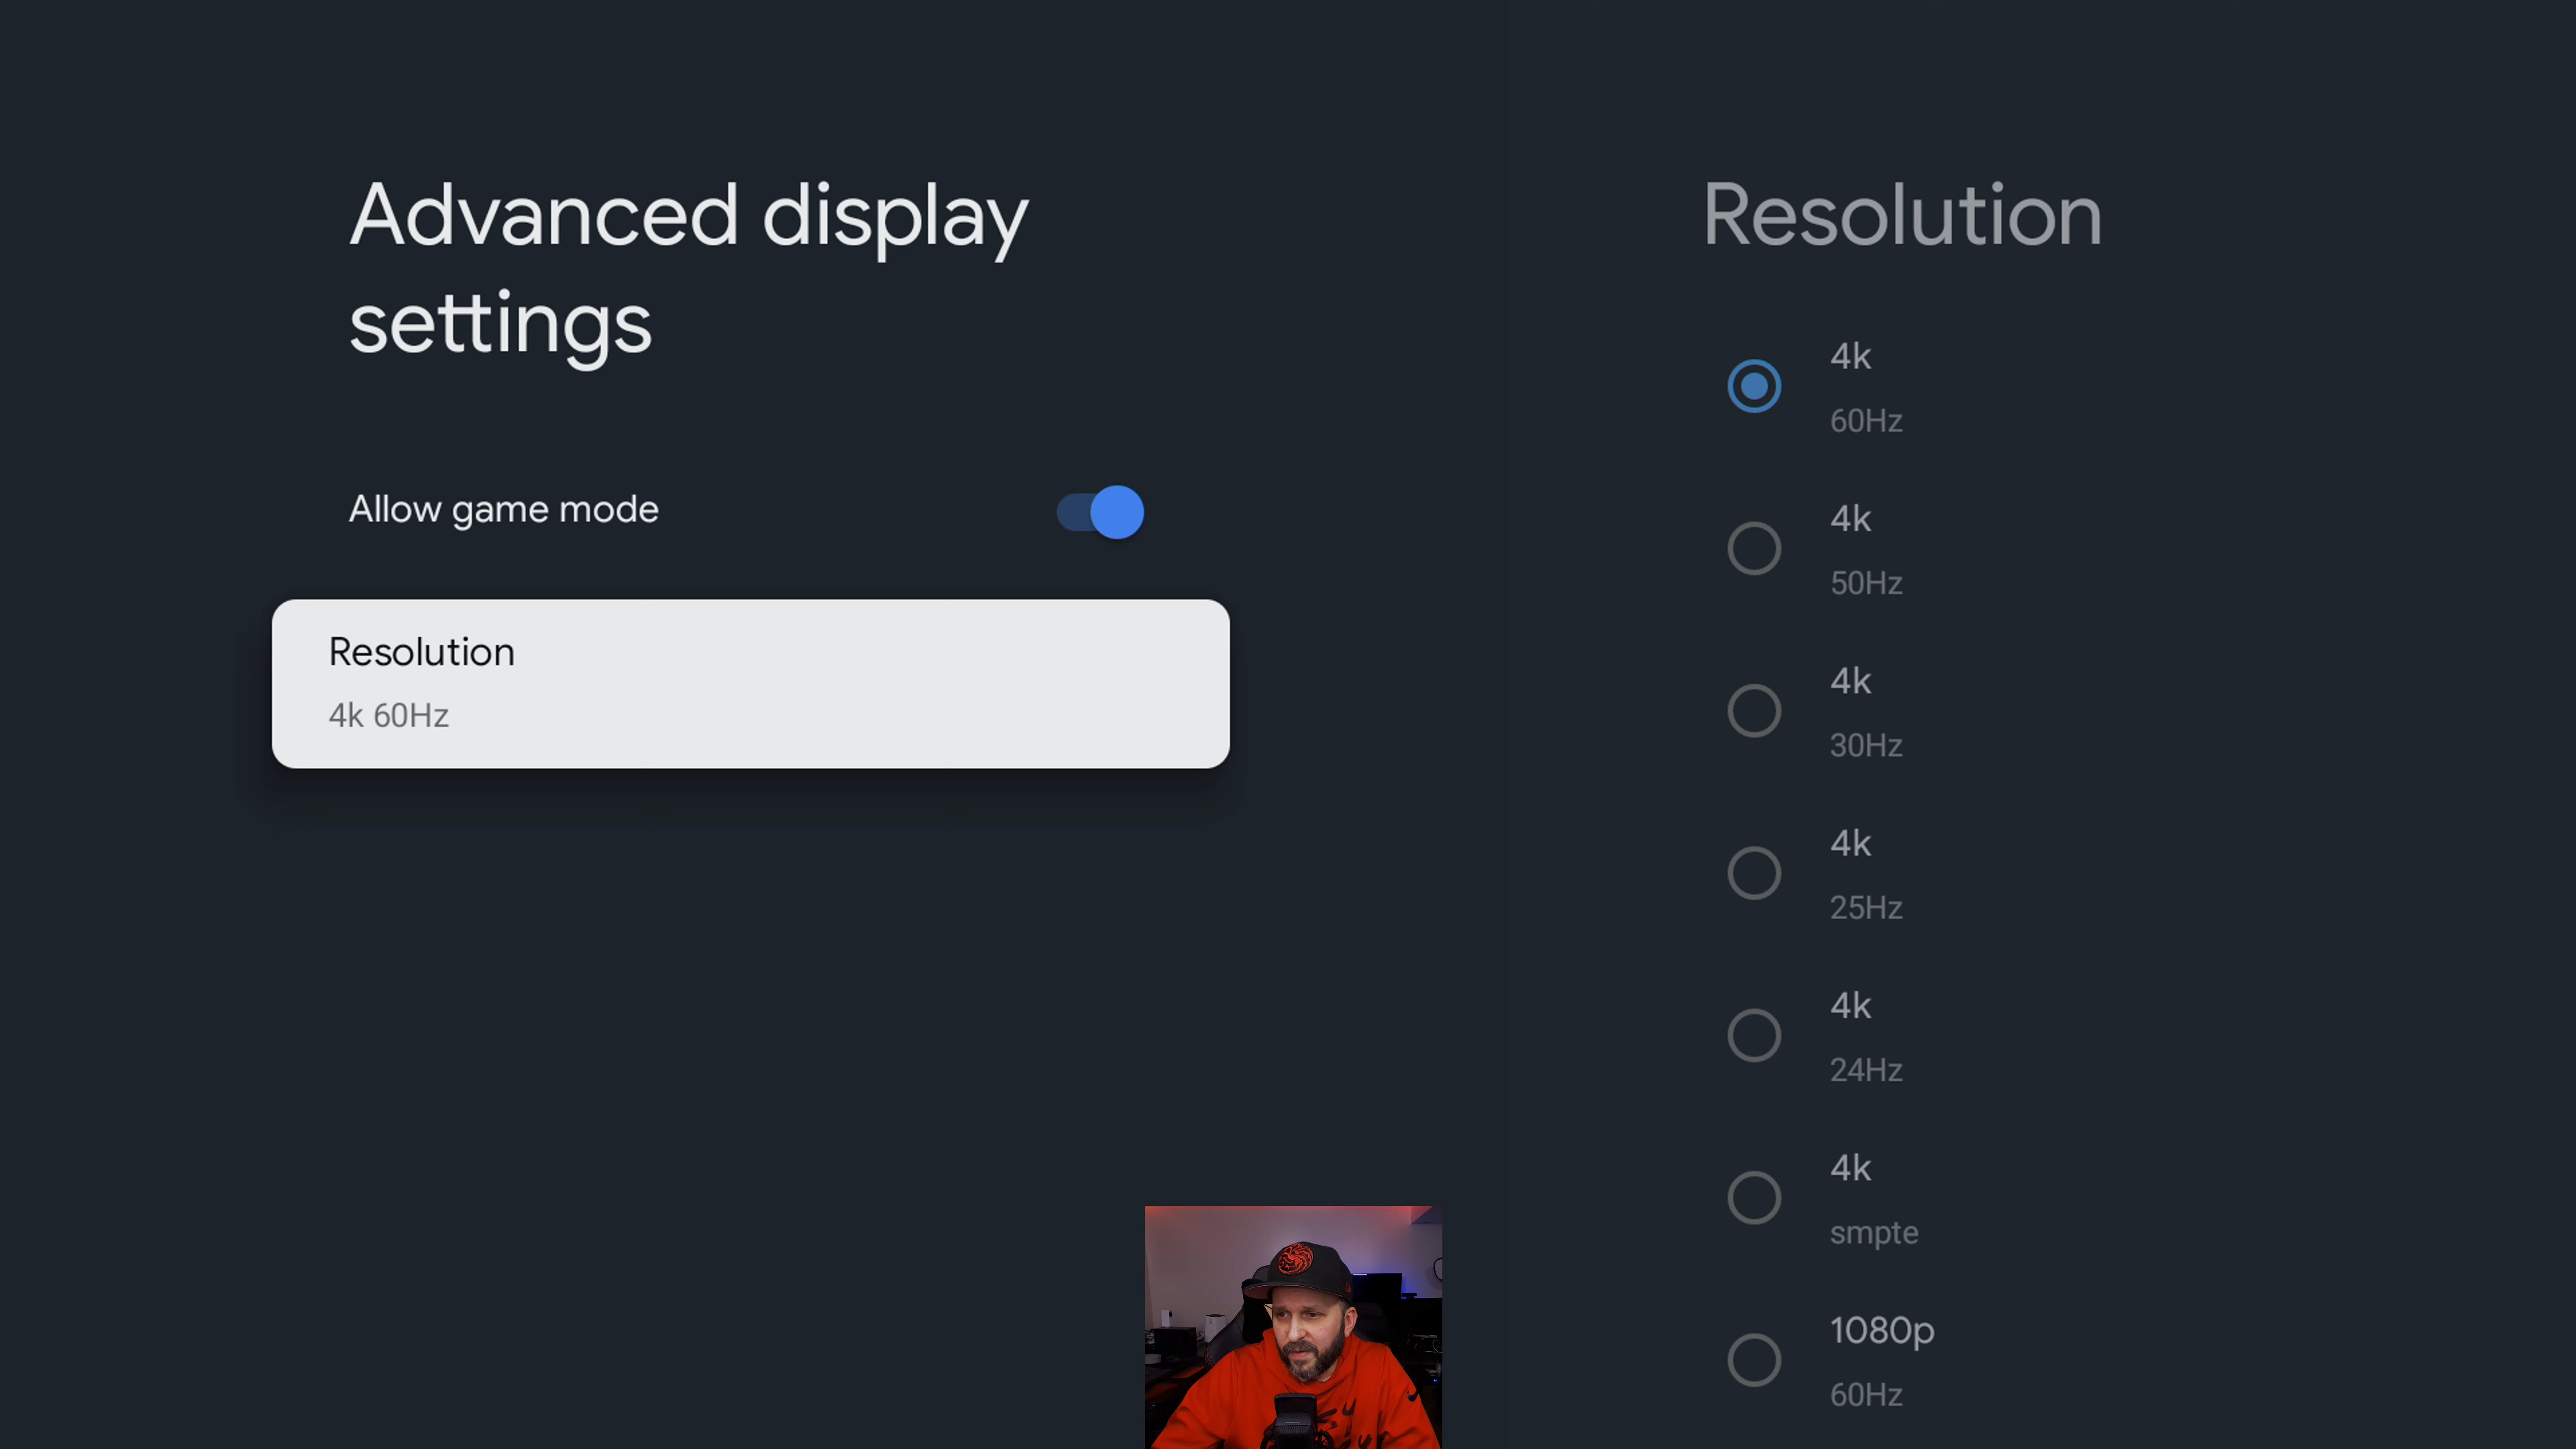 Advanced display
settings
Allow game mode
Resolution
4k 60Hz
Resolution
4k
60Hz
4k
50Hz
4k
30Hz
4k
25Hz
4k
24Hz
4k
smpte
1080p
60Hz